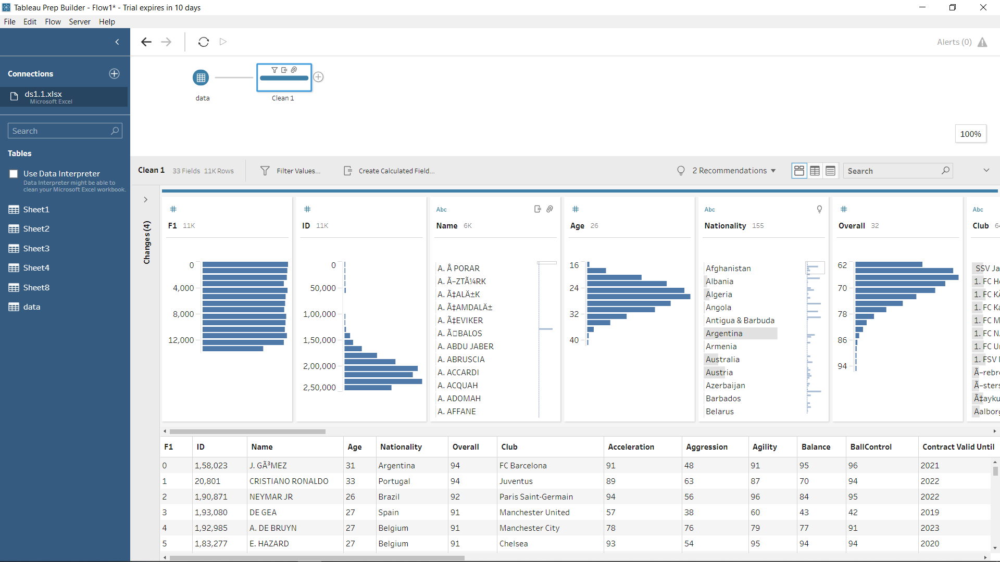 Tableau Prep Builder - Flow1* - Trial expires in 10 days
File Edit Flow Server Help
Alerts (0)
Connections
ds1.1.xlsx
Microsoft Excel
data
Clean 1
Search
100%
Tables
Use Data Interpreter
Data Interpreter might be able to
clean your Microsoft Excel workbook.
Sheet1
Sheet2
Sheet3
Sheet4
Sheet8
data
Clean 1 33 Fields 11K Rows Filter Values... Create Calculated Field... 2 Recommendations Search
Changes (4)
F1 11K
0
4,000
8,000
12,000
ID 11K
0
50,000
1,00,000
1,50,000
2,00,000
2,50,000
Abc
Name 6K
A. Å PORAR
A. Ã–ZTÃ¼RK
A. Ã‡ALÄ±K
A. Ã‡AMDALÄ±
A. Ã‡EVIKER
A. Ã□BALOS
A. ABDU JABER
A. ABRUSCIA
A. ACCARDI
A. ACQUAH
A. ADOMAH
A. AFFANE
Age 26
16
24
32
40
Abc
Nationality 155
Afghanistan
Albania
Algeria
Angola
Antigua & Barbuda
Argentina
Armenia
Australia
Austria
Azerbaijan
Barbados
Belarus
Overall 32
62
70
78
86
94
Abc
Club
SSV Ja
1. FC He
1. FC KÃ
1. FC Ka
1. FC M
1. FC N
1. FC Un
1. FSV
Ã–rebr
Ã–sters
Ã‡ayku
Aalborg
F1 ID Name Age Nationality Overall Club Acceleration Aggression Agility Balance BallControl Contract Valid Until
0 1,58,023 J. GÃ³MEZ 31 Argentina 94 FC Barcelona 91 48 91 95 96 2021
1 20,801 CRISTIANO RONALDO 33 Portugal 94 Juventus 89 63 87 70 94 2022
2 1,90,871 NEYMAR JR 26 Brazil 92 Paris Saint-Germain 94 56 96 84 95 2022
3 1,93,080 DE GEA 27 Spain 91 Manchester United 57 38 60 43 42 2019
4 1,92,985 A. DE BRUYN 27 Belgium 91 Manchester City 78 76 79 77 91 2023
5 1,83,277 E. HAZARD 27 Belgium 91 Chelsea 93 54 95 94 94 2020